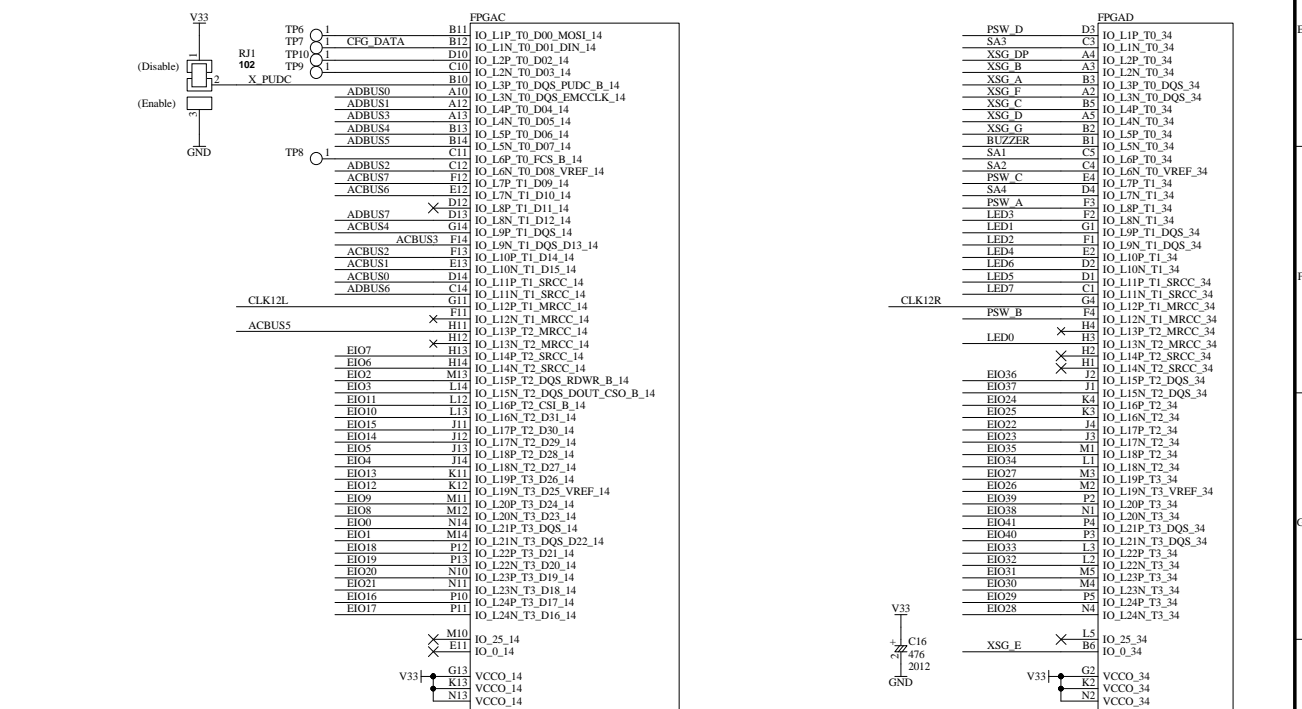 V33
1
RJ1
102
(Disable)
2
(Enable)
3
GND
FPGAC
TP6 1 B11 IO_L1P_T0_D00_MOSI_14
TP7 1 CFG_DATA B12 IO_L1N_T0_D01_DIN_14
TP10 1 D10 IO_L2P_T0_D02_14
TP9 1 C10 IO_L2N_T0_D03_14
X_PUDC B10 IO_L3P_T0_DQS_PUDC_B_14
ADBUS0 A10 IO_L3N_T0_DQS_EMCCLK_14
ADBUS1 A12 IO_L4P_T0_D04_14
ADBUS3 A13 IO_L4N_T0_D05_14
ADBUS4 B13 IO_L5P_T0_D06_14
ADBUS5 B14 IO_L5N_T0_D07_14
TP8 1 C11 IO_L6P_T0_FCS_B_14
ADBUS2 C12 IO_L6N_T0_D08_VREF_14
ACBUS7 F12 IO_L7P_T1_D09_14
ACBUS6 E12 IO_L7N_T1_D10_14
D12 IO_L8P_T1_D11_14
ADBUS7 D13 IO_L8N_T1_D12_14
ACBUS4 G14 IO_L9P_T1_DQS_14
ACBUS3 F14 IO_L9N_T1_DQS_D13_14
ACBUS2 F13 IO_L10P_T1_D14_14
ACBUS1 E13 IO_L10N_T1_D15_14
ACBUS0 D14 IO_L11P_T1_SRCC_14
ADBUS6 C14 IO_L11N_T1_SRCC_14
CLK12L G11 IO_L12P_T1_MRCC_14
F11 IO_L12N_T1_MRCC_14
ACBUS5 H11 IO_L13P_T2_MRCC_14
H12 IO_L13N_T2_MRCC_14
EIO7 H13 IO_L14P_T2_SRCC_14
EIO6 H14 IO_L14N_T2_SRCC_14
EIO2 M13 IO_L15P_T2_DQS_RDWR_B_14
EIO3 L14 IO_L15N_T2_DQS_DOUT_CSO_B_14
EIO11 L12 IO_L16P_T2_CSI_B_14
EIO10 L13 IO_L16N_T2_D31_14
EIO15 J11 IO_L17P_T2_D30_14
EIO14 J12 IO_L17N_T2_D29_14
EIO5 J13 IO_L18P_T2_D28_14
EIO4 J14 IO_L18N_T2_D27_14
EIO13 K11 IO_L19P_T3_D26_14
EIO12 K12 IO_L19N_T3_D25_VREF_14
EIO9 M11 IO_L20P_T3_D24_14
EIO8 M12 IO_L20N_T3_D23_14
EIO0 N14 IO_L21P_T3_DQS_14
EIO1 M14 IO_L21N_T3_DQS_D22_14
EIO18 P12 IO_L22P_T3_D21_14
EIO19 P13 IO_L22N_T3_D20_14
EIO20 N10 IO_L23P_T3_D19_14
EIO21 N11 IO_L23N_T3_D18_14
EIO16 P10 IO_L24P_T3_D17_14
EIO17 P11 IO_L24N_T3_D16_14
M10 IO_25_14
E11 IO_0_14
V33 G13 VCCO_14
K13 VCCO_14
N13 VCCO_14
FPGAD
PSW_D D3 IO_L1P_T0_34
SA3 C3 IO_L1N_T0_34
XSG_DP A4 IO_L2P_T0_34
XSG_B A3 IO_L2N_T0_34
XSG_A B3 IO_L3P_T0_DQS_34
XSG_F A2 IO_L3N_T0_DQS_34
XSG_C B5 IO_L4P_T0_34
XSG_D A5 IO_L4N_T0_34
XSG_G B2 IO_L5P_T0_34
BUZZER B1 IO_L5N_T0_34
SA1 C5 IO_L6P_T0_34
SA2 C4 IO_L6N_T0_VREF_34
PSW_C E4 IO_L7P_T1_34
SA4 D4 IO_L7N_T1_34
PSW_A F3 IO_L8P_T1_34
LED3 F2 IO_L8N_T1_34
LED1 G1 IO_L9P_T1_DQS_34
LED2 F1 IO_L9N_T1_DQS_34
LED4 E2 IO_L10P_T1_34
LED6 D2 IO_L10N_T1_34
LED5 D1 IO_L11P_T1_SRCC_34
LED7 C1 IO_L11N_T1_SRCC_34
CLK12R G4 IO_L12P_T1_MRCC_34
PSW_B F4 IO_L12N_T1_MRCC_34
H4 IO_L13P_T2_MRCC_34
LED0 H3 IO_L13N_T2_MRCC_34
H2 IO_L14P_T2_SRCC_34
H1 IO_L14N_T2_SRCC_34
EIO36 J2 IO_L15P_T2_DQS_34
EIO37 J1 IO_L15N_T2_DQS_34
EIO24 K4 IO_L16P_T2_34
EIO25 K3 IO_L16N_T2_34
EIO22 J4 IO_L17P_T2_34
EIO23 J3 IO_L17N_T2_34
EIO35 M1 IO_L18P_T2_34
EIO34 L1 IO_L18N_T2_34
EIO27 M3 IO_L19P_T3_34
EIO26 M2 IO_L19N_T3_VREF_34
EIO39 P2 IO_L20P_T3_34
EIO38 N1 IO_L20N_T3_34
EIO41 P4 IO_L21P_T3_DQS_34
EIO40 P3 IO_L21N_T3_DQS_34
EIO33 L3 IO_L22P_T3_34
EIO32 L2 IO_L22N_T3_34
EIO31 M5 IO_L23P_T3_34
EIO30 M4 IO_L23N_T3_34
EIO29 P5 IO_L24P_T3_34
EIO28 N4 IO_L24N_T3_34
L5 IO_25_34
XSG_E B6 IO_0_34
V33 G2 VCCO_34
K2 VCCO_34
N2 VCCO_34
V33
+ C16
2 476
2012
GND